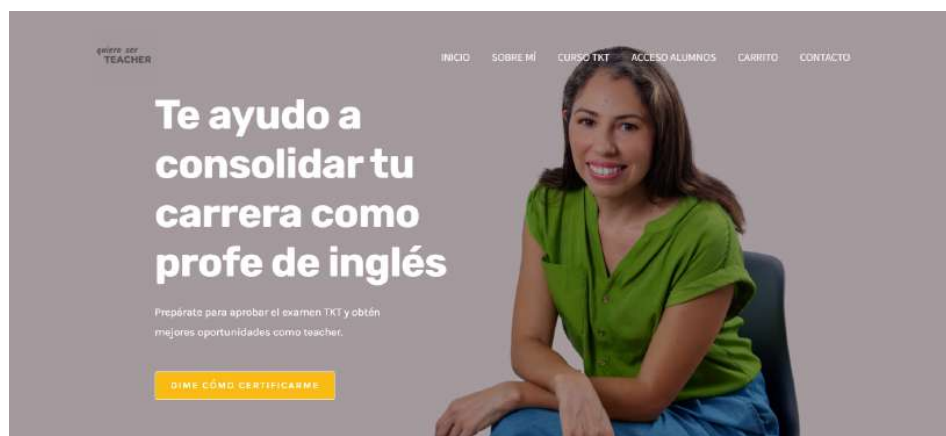 quiero ser
TEACHER
INICIO SOBRE MÍ CURSO TKT ACCESO ALUMNOS CARRITO CONTACTO
Te ayudo a
consolidar tu
carrera como
profe de inglés
Prepárate para aprobar el examen TKT y obtén
mejores oportunidades como teacher.
DIME CÓMO CERTIFICARME